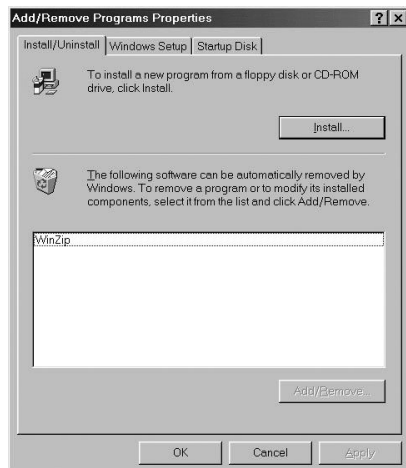 Add/Remove Programs Properties
Install/Uninstall Windows Setup Startup Disk
To install a new program from a floppy disk or CD-ROM
drive, click Install.
Install...
The following software can be automatically removed by
Windows. To remove a program or to modify its installed
components, select it from the list and click Add/Remove.
WinZip
Add/Remove...
OK Cancel Apply